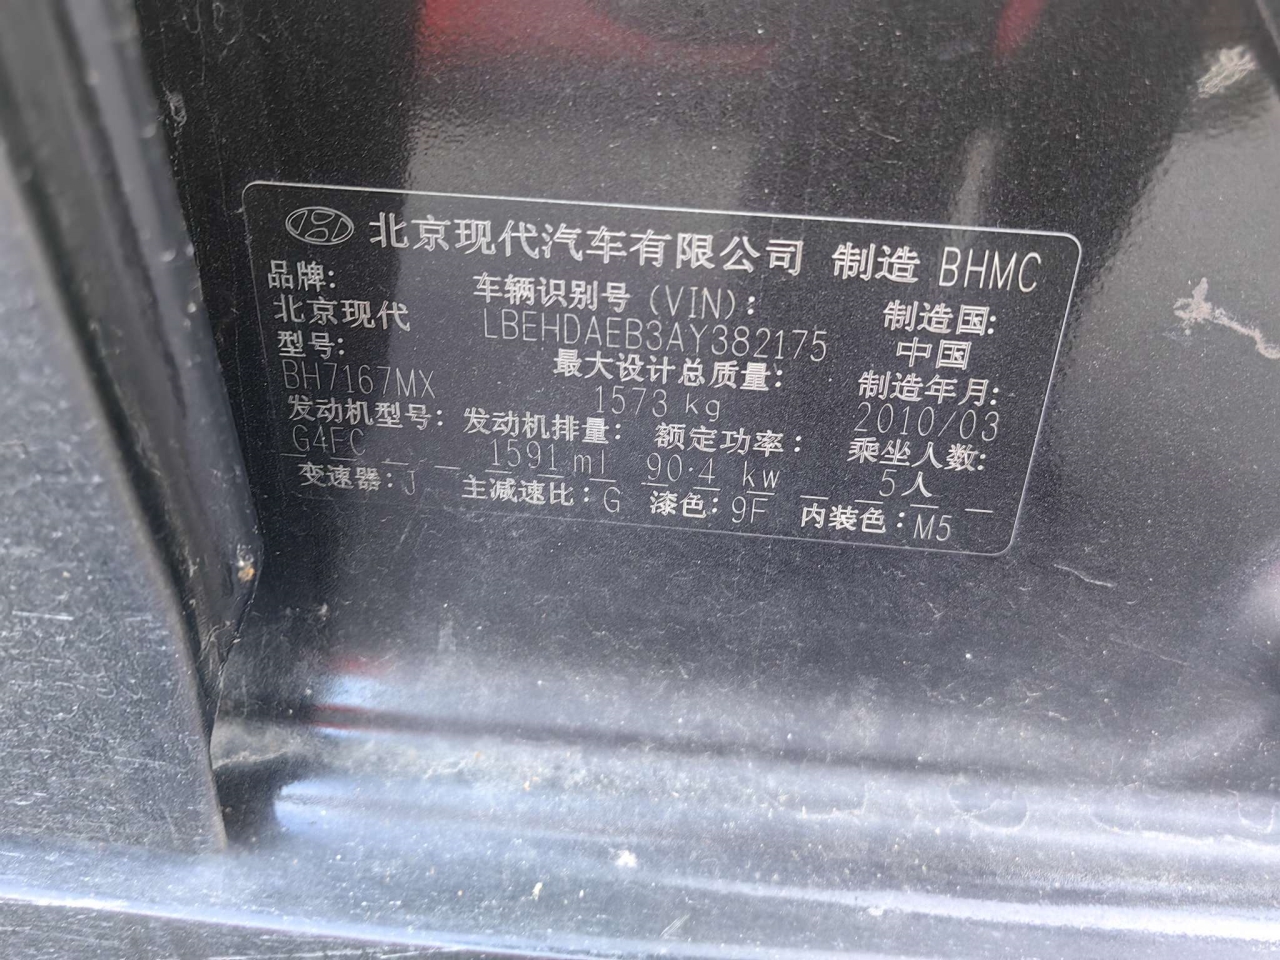 北京现代汽车有限公司 制造 BHMC
品牌: 车辆识别号(VIN): 制造国:
北京现代 LBEHDAEB3AY382175 中国
型号: 最大设计总质量: 制造年月:
BH7167MX 1573 kg 2010/03
发动机型号: 发动机排量: 额定功率: 乘坐人数:
G4FC 1591 ml 90.4 kw 5人
变速器: J 主减速比: G 漆色: 9F 内装色: M5